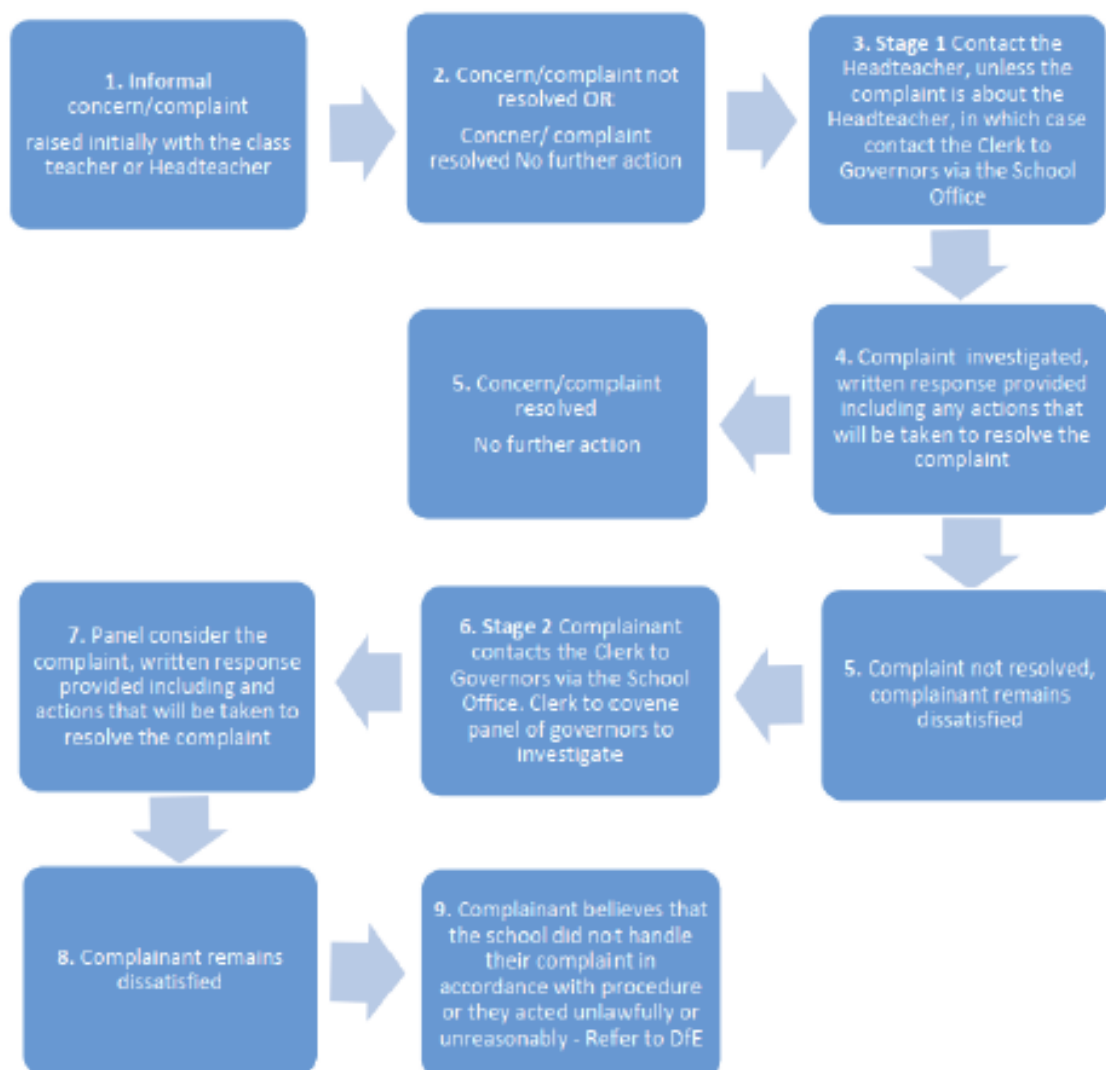 1. Informal
concern/complaint
raised initially with the class
teacher or Headteacher
2. Concern/complaint not
resolved OR:
Concner/ complaint
resolved No further action
3. Stage 1 Contact the
Headteacher, unless the
complaint is about the
Headteacher, in which case
contact the Clerk to
Governors via the School
Office
4. Complaint investigated,
written response provided
including any actions that
will be taken to resolve the
complaint
5. Concern/complaint
resolved
No further action
5. Complaint not resolved,
complainant remains
dissatisfied
6. Stage 2 Complainant
contacts the Clerk to
Governors via the School
Office. Clerk to covene
panel of governors to
investigate
7. Panel consider the
complaint, written response
provided including and
actions that will be taken to
resolve the complaint
8. Complainant remains
dissatisfied
9. Complainant believes that
the school did not handle
their complaint in
accordance with procedure
or they acted unlawfully or
unreasonably - Refer to DfE